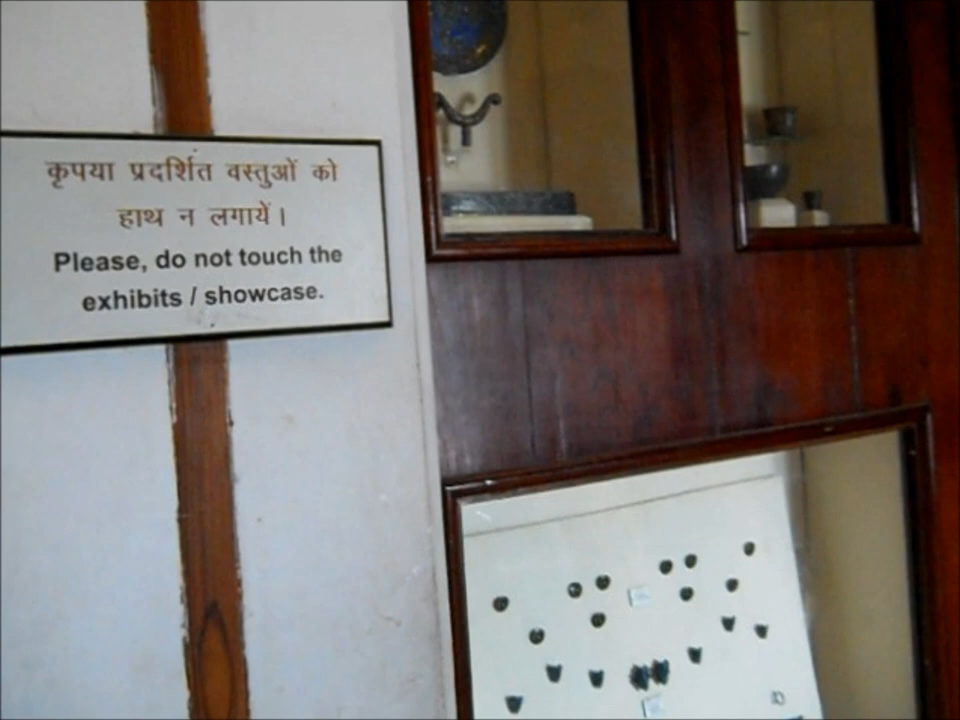 कृपया प्रदर्शित वस्तुओं को
हाथ न लगायें।
Please, do not touch the
exhibits / showcase.